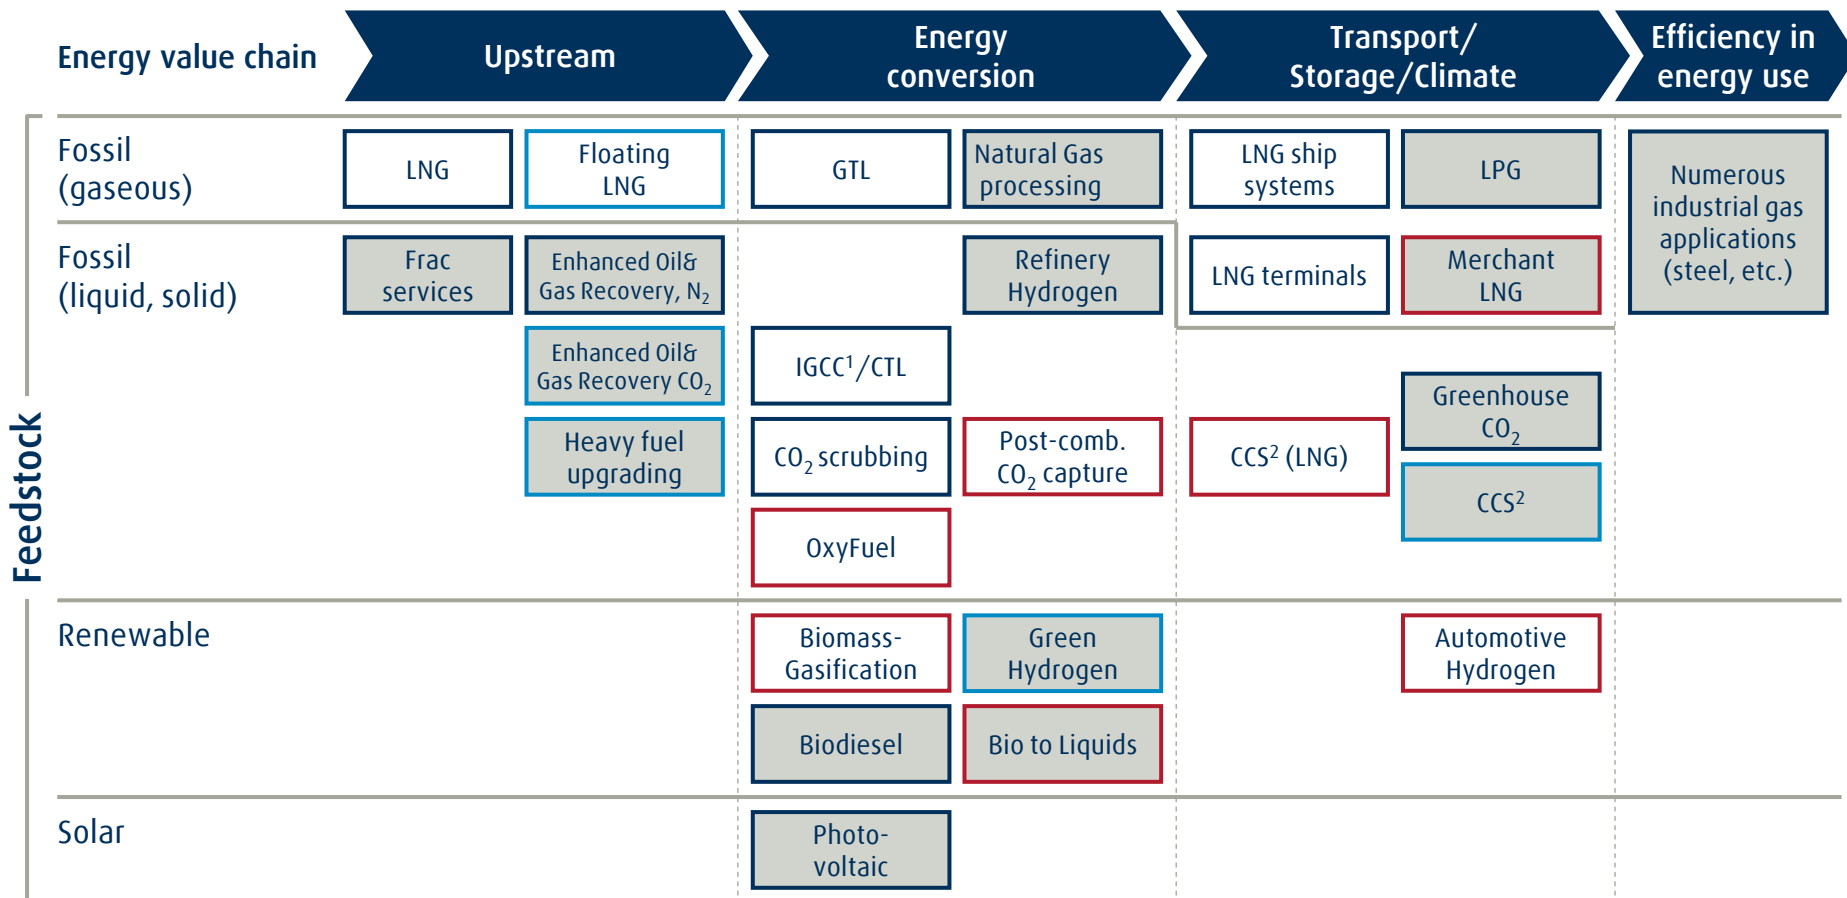 Energy value chain
Upstream
Energy
conversion
Transport/
Storage/Climate
Efficiency in
energy use
Feedstock
Fossil
(gaseous)
LNG
Floating
LNG
GTL
Natural Gas
processing
LNG ship
systems
LPG
Numerous
industrial gas
applications
(steel, etc.)
Fossil
(liquid, solid)
Frac
services
Enhanced Oil&
Gas Recovery, N₂
Refinery
Hydrogen
LNG terminals
Merchant
LNG
Enhanced Oil&
Gas Recovery CO₂
IGCC¹/CTL
Greenhouse
CO₂
Heavy fuel
upgrading
CO₂ scrubbing
Post-comb.
CO₂ capture
CCS² (LNG)
CCS²
OxyFuel
Renewable
Biomass-
Gasification
Green
Hydrogen
Automotive
Hydrogen
Biodiesel
Bio to Liquids
Solar
Photo-
voltaic